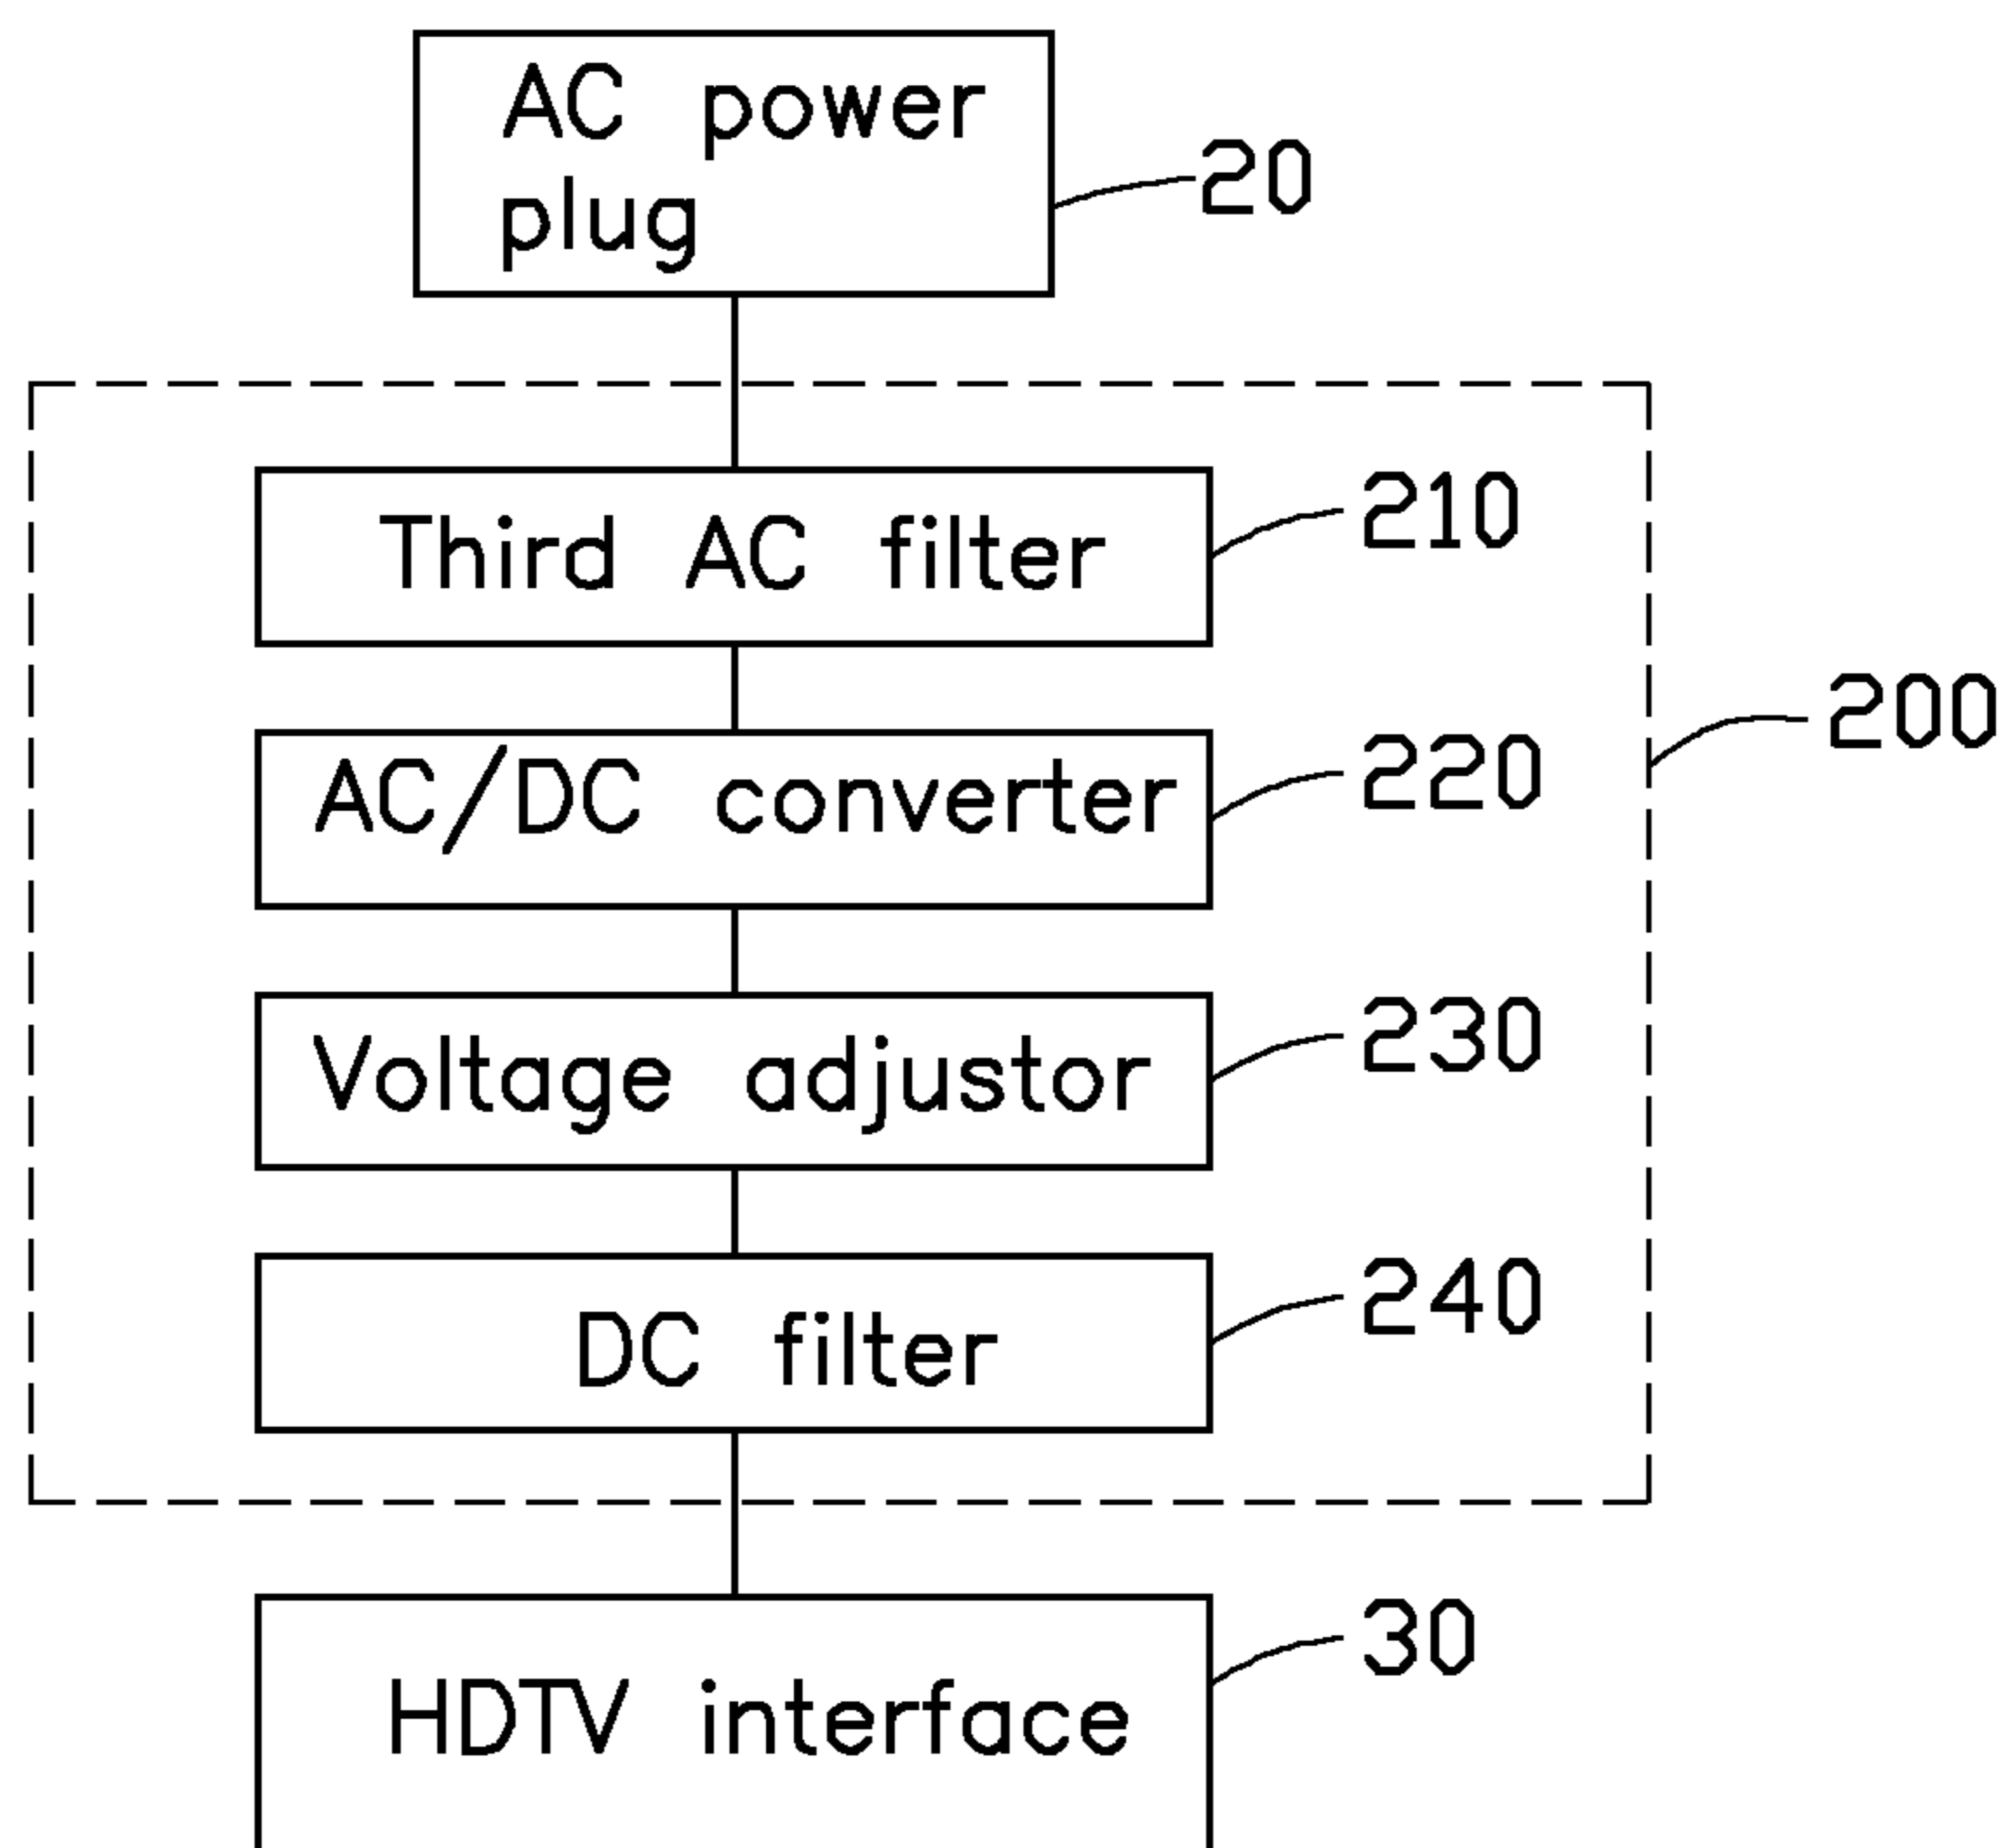 AC power
plug
20
Third AC filter
210
AC/DC converter
220
200
Voltage adjustor
230
DC filter
240
HDTV interface
30